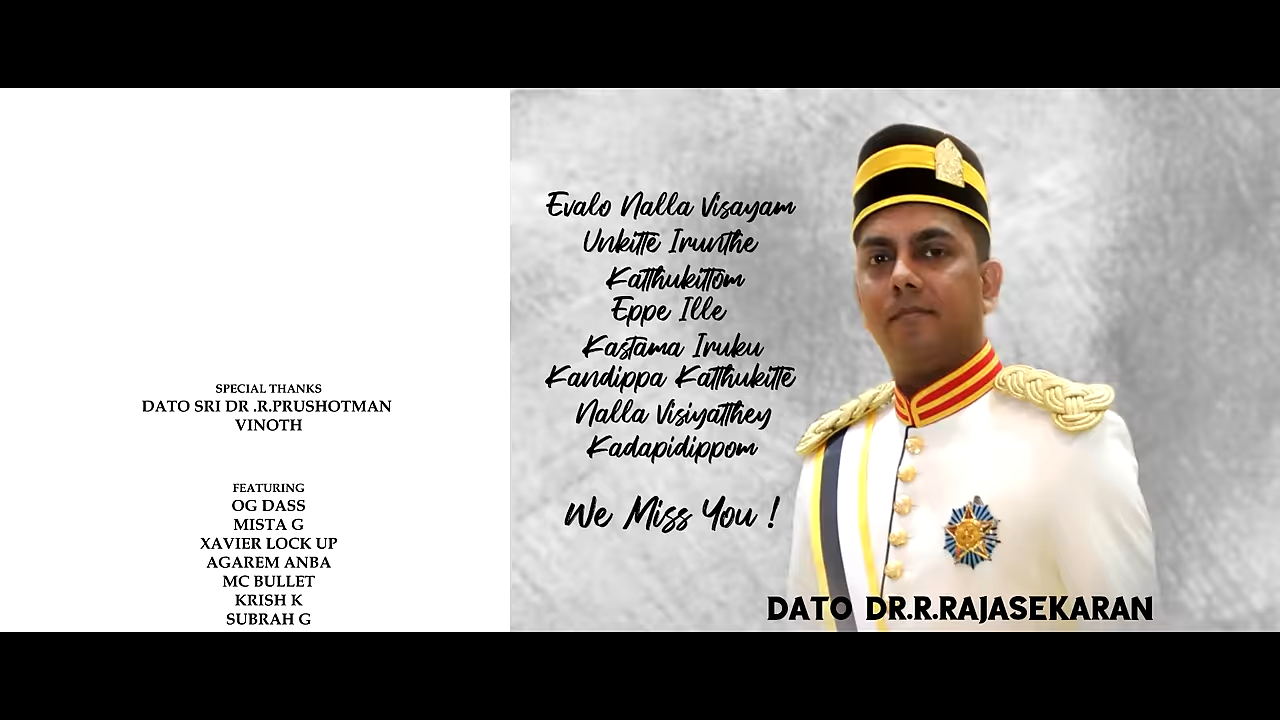 SPECIAL THANKS
DATO SRI DR .R.PRUSHOTMAN
VINOTH
FEATURING
OG DASS
MISTA G
XAVIER LOCK UP
AGAREM ANBA
MC BULLET
KRISH K
SUBRAH G
Evalo Nalla Visayam
Unkitte Irunthe
Katthukittom
Eppe Ille
Kastama Iruku
Kandippa Katthukitte
Nalla Visiyatthey
Kadapidippom
We Miss You !
DATO DR.R.RAJASEKARAN